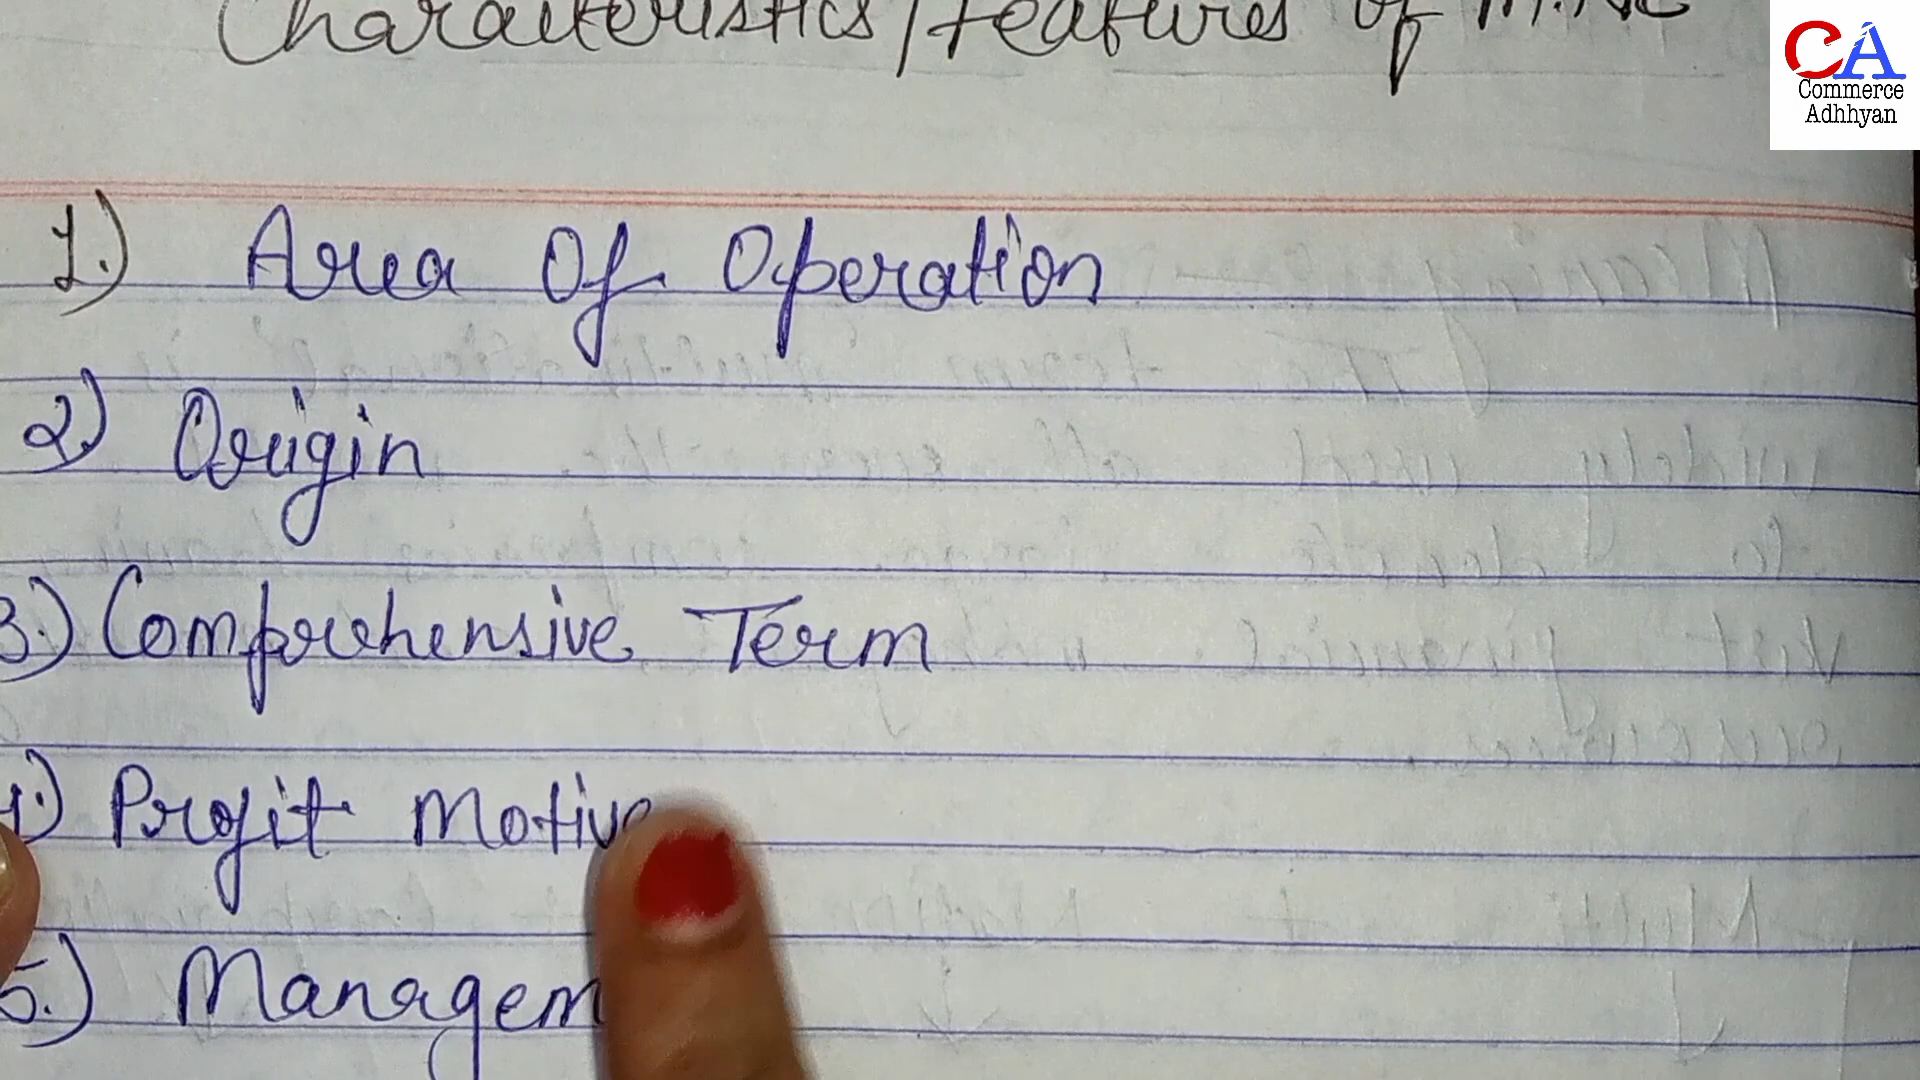 Characteristics/Features of M.N.C
CA
Commerce
Adhhyan
1.) Area Of Operation
2.) Origin
3.) Comprehensive Term
4.) Profit Motive
5.) Managem